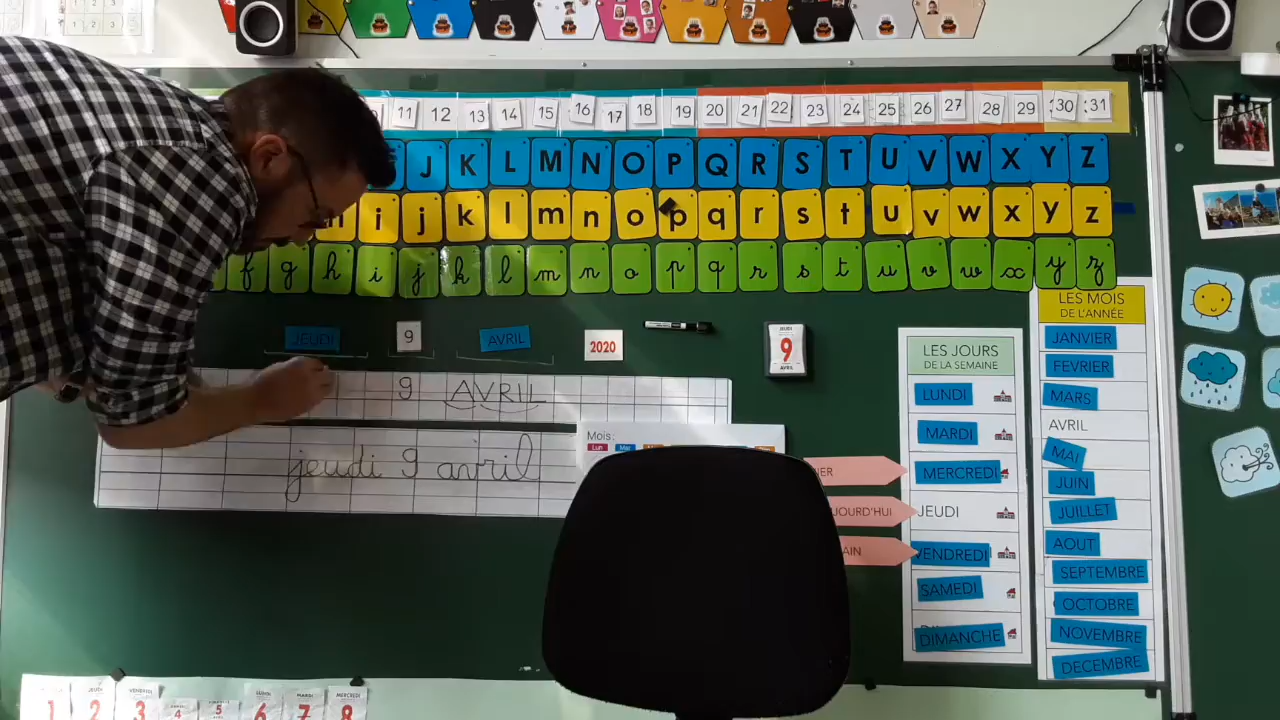 11 12 13 14 15 16 17 18 19 20 21 22 23 24 25 26 27 28 29 30 31
J K L M N O P Q R S T U V W X Y Z
i j k l m n o p q r s t u v w x y z
f g h i j k l m n o p q r s t u v w x y z
JEUDI 9 AVRIL 2020
JEUDI
9
AVRIL
9 AVRIL
jeudi 9 avril
Mois:
Lun
LES JOURS
DE LA SEMAINE
LUNDI
MARDI
MERCREDI
JEUDI
VENDREDI
SAMEDI
DIMANCHE
LES MOIS
DE L'ANNÉE
JANVIER
FEVRIER
MARS
AVRIL
MAI
JUIN
JUILLET
AOUT
SEPTEMBRE
OCTOBRE
NOVEMBRE
DECEMBRE
1 2 3 4 5 6 7 8